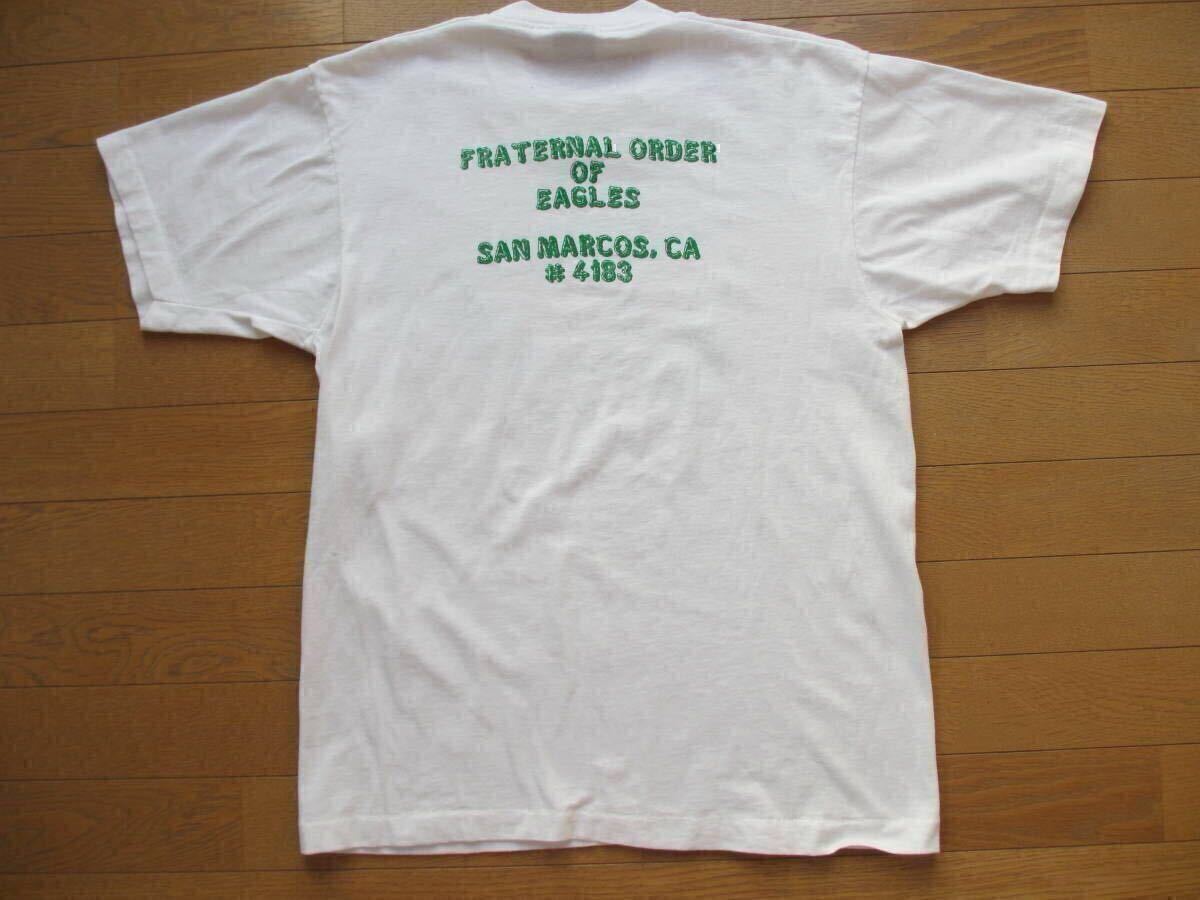 FRATERNAL ORDER
OF
EAGLES
SAN MARCOS, CA
# 4183